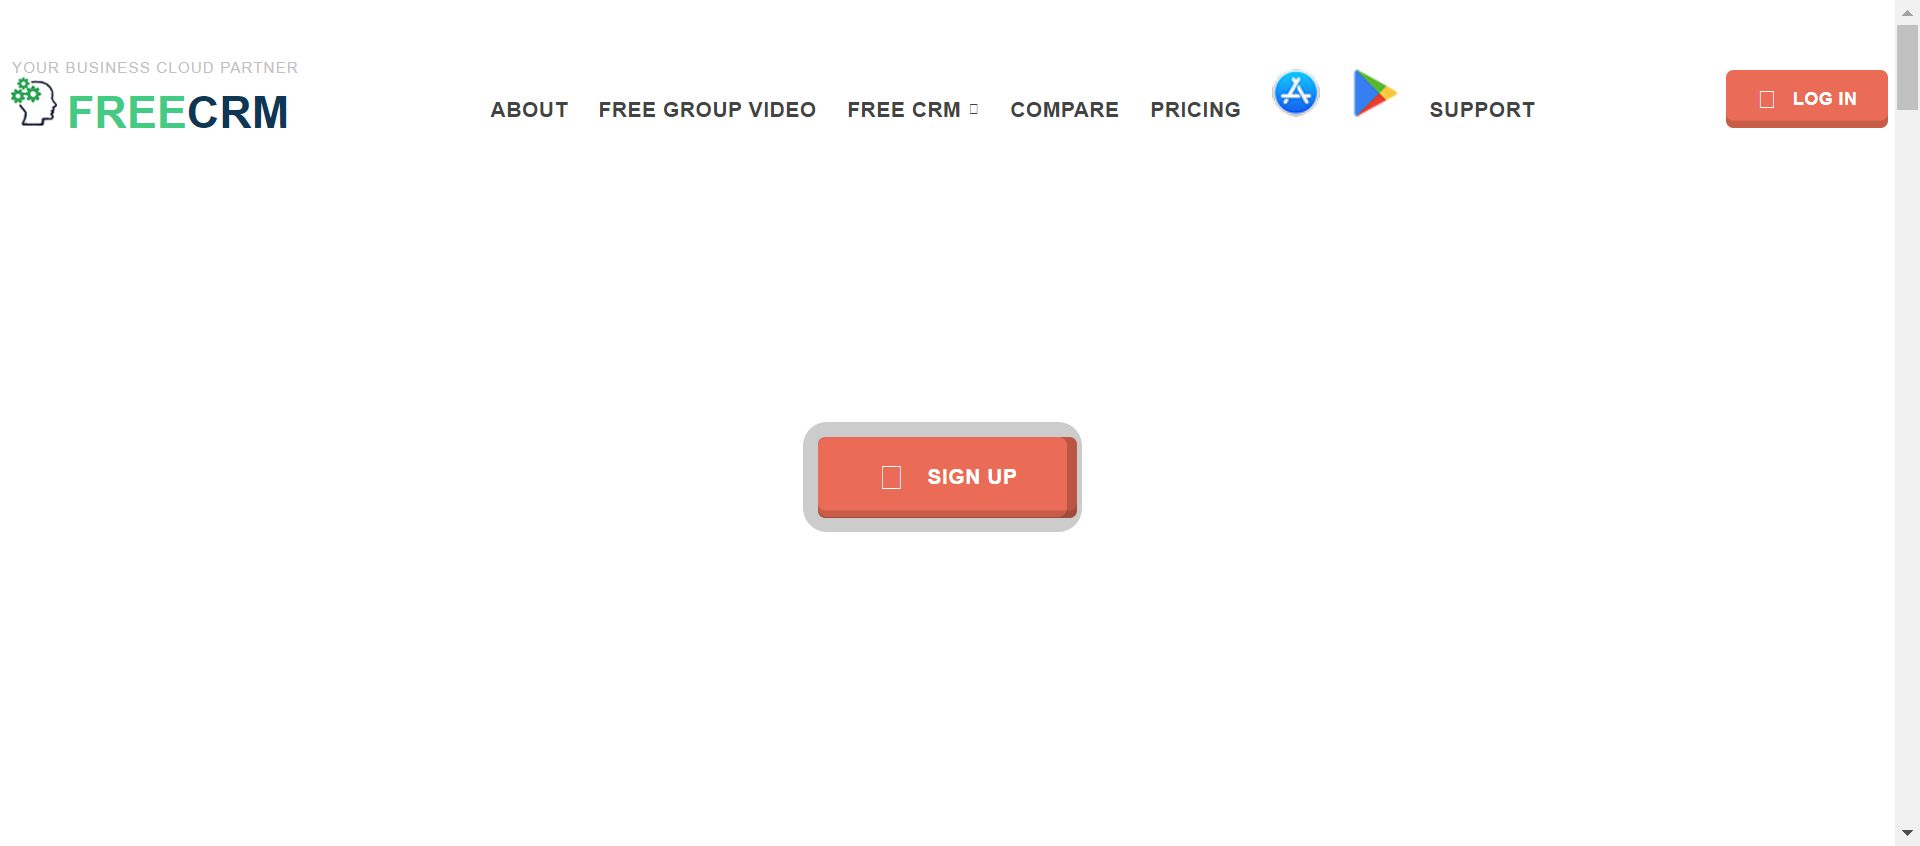 YOUR BUSINESS CLOUD PARTNER
FREECRM
ABOUT
FREE GROUP VIDEO
FREE CRM
COMPARE
PRICING
SUPPORT
LOG IN
SIGN UP